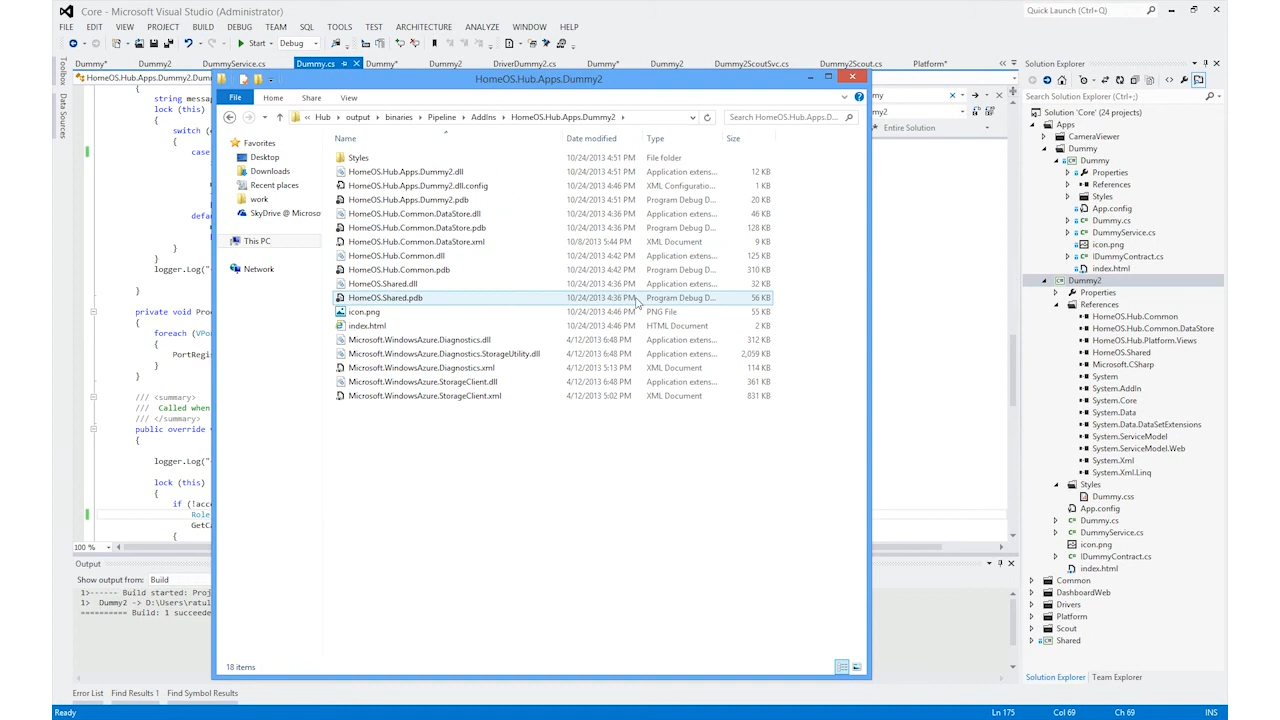 Core - Microsoft Visual Studio (Administrator)
Quick Launch (Ctrl+Q)
FILE EDIT VIEW PROJECT BUILD DEBUG TEAM SQL TOOLS TEST ARCHITECTURE ANALYZE WINDOW HELP
Start Debug
Dummy* Dummy2 DummyService.cs Dummy.cs Dummy* Dummy2 DriverDummy2.cs Dummy* Dummy2 Dummy2ScoutSvc.cs Dummy2Scout.cs Platform*
Toolbox
Data Sources
HomeOS.Hub.Apps.Dummy2.Dum
{
string messag
lock (this)
{
switch (
{
case
defau
}
}
logger.Log("
}
private void Proc
{
foreach (VPor
{
PortRegis
}
}
/// <summary>
/// Called when
/// </summary>
public override v
{
logger.Log("
lock (this)
{
if (!acce
Role
GetCa
{
100 %
Output
Show output from: Build
1>------ Build started: Proj
1> Dummy2 -> D:\Users\ratul
========== Build: 1 succeede
Error List Find Results 1 Find Symbol Results
Ready
Ln 175 Col 69 Ch 69 INS
HomeOS.Hub.Apps.Dummy2
File Home Share View
Hub output binaries Pipeline AddIns HomeOS.Hub.Apps.Dummy2
Search HomeOS.Hub.Apps.D...
Favorites
Desktop
Downloads
Recent places
work
SkyDrive @ Microso
This PC
Network
Name Date modified Type Size
Styles 10/24/2013 4:51 PM File folder
HomeOS.Hub.Apps.Dummy2.dll 10/24/2013 4:51 PM Application extens... 12 KB
HomeOS.Hub.Apps.Dummy2.dll.config 10/24/2013 4:46 PM XML Configuratio... 1 KB
HomeOS.Hub.Apps.Dummy2.pdb 10/24/2013 4:51 PM Program Debug D... 20 KB
HomeOS.Hub.Common.DataStore.dll 10/24/2013 4:36 PM Application extens... 46 KB
HomeOS.Hub.Common.DataStore.pdb 10/24/2013 4:36 PM Program Debug D... 128 KB
HomeOS.Hub.Common.DataStore.xml 10/8/2013 5:44 PM XML Document 9 KB
HomeOS.Hub.Common.dll 10/24/2013 4:42 PM Application extens... 125 KB
HomeOS.Hub.Common.pdb 10/24/2013 4:42 PM Program Debug D... 310 KB
HomeOS.Shared.dll 10/24/2013 4:36 PM Application extens... 32 KB
HomeOS.Shared.pdb 10/24/2013 4:36 PM Program Debug D... 56 KB
icon.png 10/24/2013 4:46 PM PNG File 55 KB
index.html 10/24/2013 4:46 PM HTML Document 2 KB
Microsoft.WindowsAzure.Diagnostics.dll 4/12/2013 6:48 PM Application extens... 312 KB
Microsoft.WindowsAzure.Diagnostics.StorageUtility.dll 4/12/2013 6:48 PM Application extens... 2,059 KB
Microsoft.WindowsAzure.Diagnostics.xml 4/12/2013 5:13 PM XML Document 114 KB
Microsoft.WindowsAzure.StorageClient.dll 4/12/2013 6:48 PM Application extens... 361 KB
Microsoft.WindowsAzure.StorageClient.xml 4/12/2013 5:02 PM XML Document 831 KB
18 items
my
my2
Entire Solution
Solution Explorer
Search Solution Explorer (Ctrl+;)
Solution 'Core' (24 projects)
Apps
CameraViewer
Dummy
Dummy
Properties
References
Styles
App.config
Dummy.cs
DummyService.cs
icon.png
IDummyContract.cs
index.html
Dummy2
Properties
References
HomeOS.Hub.Common
HomeOS.Hub.Common.DataStore
HomeOS.Hub.Platform.Views
HomeOS.Shared
Microsoft.CSharp
System
System.AddIn
System.Core
System.Data
System.Data.DataSetExtensions
System.ServiceModel
System.ServiceModel.Web
System.Xml
System.Xml.Linq
Styles
Dummy.css
App.config
Dummy.cs
DummyService.cs
icon.png
IDummyContract.cs
index.html
Common
DashboardWeb
Drivers
Platform
Scout
Shared
Solution Explorer Team Explorer